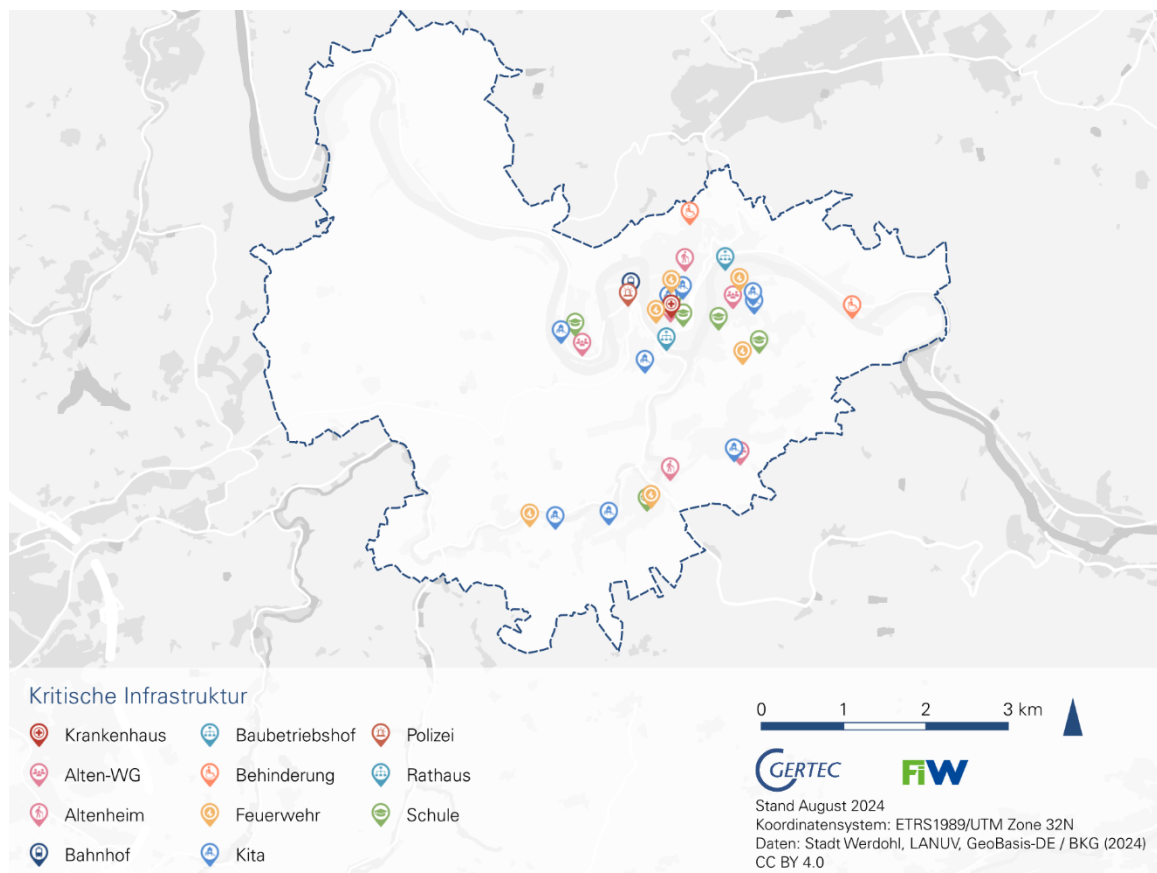 Kritische Infrastruktur
Krankenhaus
Alten-WG
Altenheim
Bahnhof
Baubetriebshof
Behinderung
Feuerwehr
Kita
Polizei
Rathaus
Schule
0 1 2 3 km
GERTEC FiW
Stand August 2024
Koordinatensystem: ETRS1989/UTM Zone 32N
Daten: Stadt Werdohl, LANUV, GeoBasis-DE / BKG (2024)
CC BY 4.0